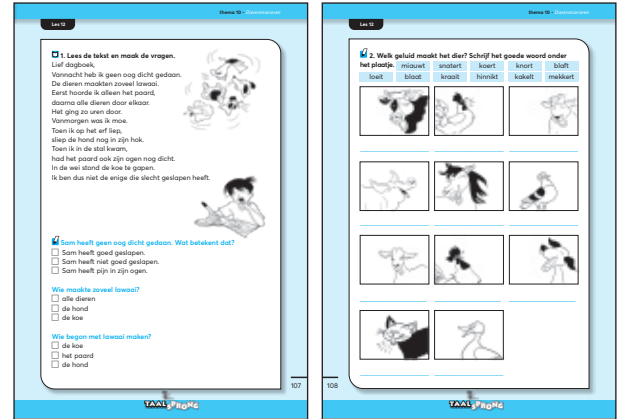 thema 10 - Dierenmanieren
Les 12
1. Lees de tekst en maak de vragen.
Lief dagboek,
Vannacht heb ik geen oog dicht gedaan.
De dieren maakten zoveel lawaai.
Eerst hoorde ik alleen het paard,
daarna alle dieren door elkaar.
Het ging zo uren door.
Vanmorgen was ik moe.
Toen ik op het erf liep,
sliep de hond nog in zijn hok.
Toen ik in de stal kwam,
had het paard ook zijn ogen nog dicht.
In de wei stond de koe te gapen.
Ik ben dus niet de enige die slecht geslapen heeft.
Sam heeft geen oog dicht gedaan. Wat betekent dat?
Sam heeft goed geslapen.
Sam heeft niet goed geslapen.
Sam heeft pijn in zijn ogen.
Wie maakte zoveel lawaai?
alle dieren
de hond
de koe
Wie begon met lawaai maken?
de koe
het paard
de hond
107
TAALSPRONG
thema 10 - Dierenmanieren
Les 12
2. Welk geluid maakt het dier? Schrijf het goede woord onder
het plaatje. miauwt snatert koert knort blaft
loeit blaat kraait hinnikt kakelt mekkert
108
TAALSPRONG